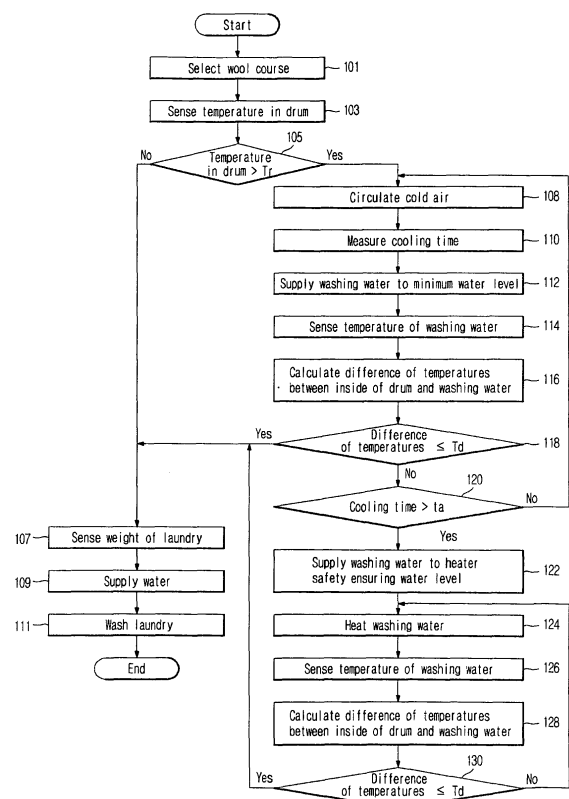 Start
Select wool course
101
Sense temperature in drum
103
105
Temperature
in drum > Tr
No
Yes
Circulate cold air
108
Measure cooling time
110
Supply washing water to minimum water level
112
Sense temperature of washing water
114
Calculate difference of temperatures
between inside of drum and washing water
116
Difference
of temperatures ≤ Td
118
Yes
No
120
Cooling time > ta
No
Yes
107
Sense weight of laundry
Supply washing water to heater
safety ensuring water level
122
109
Supply water
111
Wash laundry
Heat washing water
124
End
Sense temperature of washing water
126
Calculate difference of temperatures
between inside of drum and washing water
128
130
Difference
of temperatures ≤ Td
Yes
No